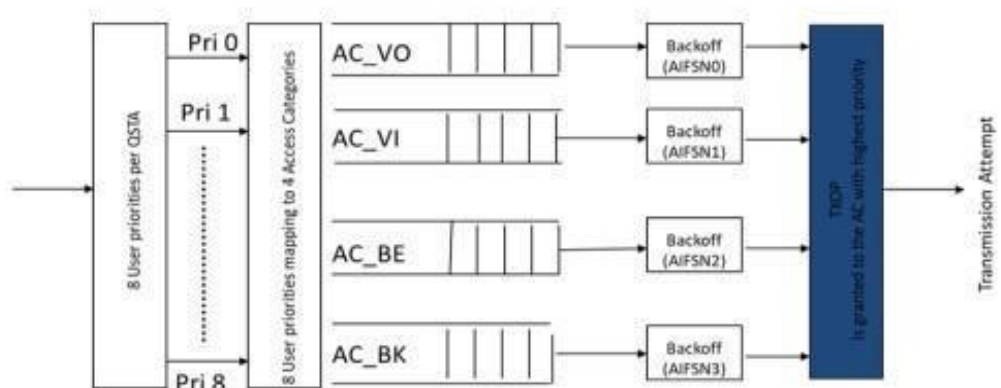 8 User priorities per QSTA
Pri 0
Pri 1
Pri 8
8 User priorities mapping to 4 Access Categories
AC_VO
AC_VI
AC_BE
AC_BK
Backoff
(AIFSN0)
Backoff
(AIFSN1)
Backoff
(AIFSN2)
Backoff
(AIFSN3)
TXOP
is granted to the AC with highest priority
Transmission Attempt